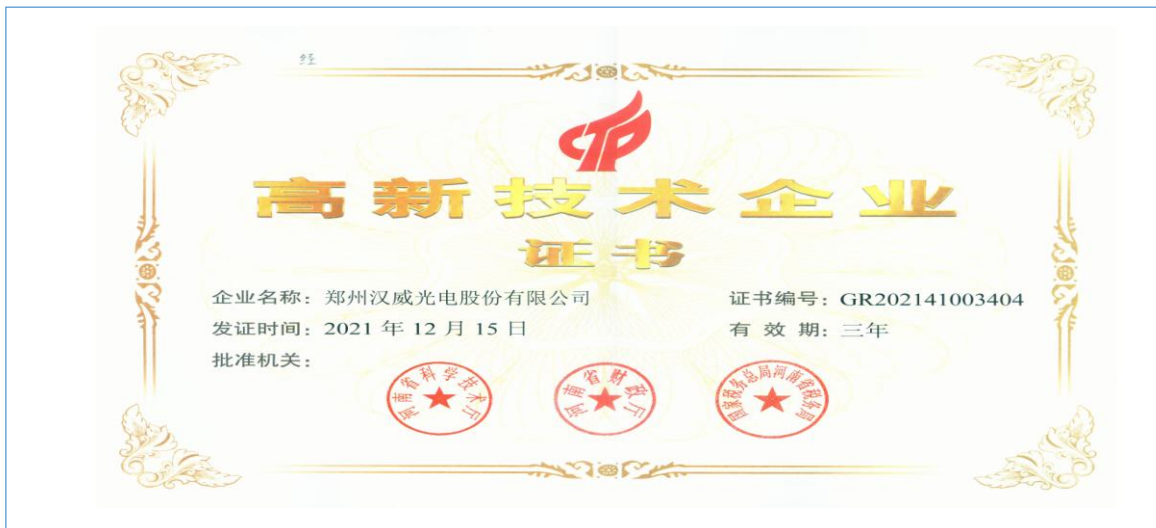 经
高新技术企业
证书
企业名称：郑州汉威光电股份有限公司
证书编号：GR202141003404
发证时间：2021 年 12 月 15 日
有 效 期：三年
批准机关：
河南省科学技术厅
河南省财政厅
国家税务总局河南省税务局